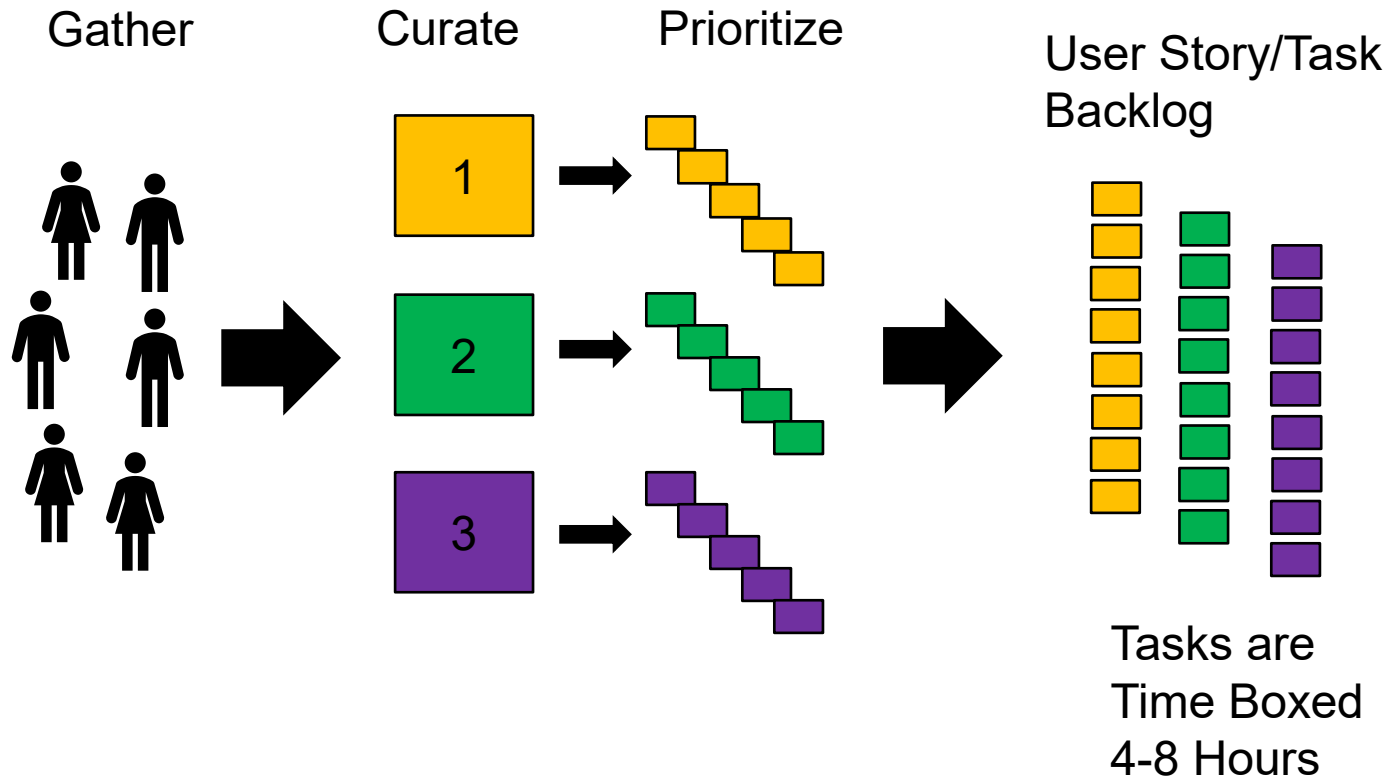 Gather
Curate
Prioritize
User Story/Task
Backlog
1
2
3
Tasks are
Time Boxed
4-8 Hours